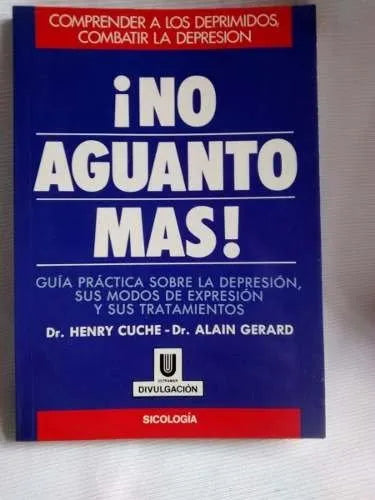 COMPRENDER A LOS DEPRIMIDOS,
COMBATIR LA DEPRESION
¡NO
AGUANTO
MAS!
GUÍA PRÁCTICA SOBRE LA DEPRESIÓN,
SUS MODOS DE EXPRESIÓN
Y SUS TRATAMIENTOS
Dr. HENRY CUCHE - Dr. ALAIN GERARD
U
ULTRAMAR
DIVULGACIÓN
SICOLOGÍA